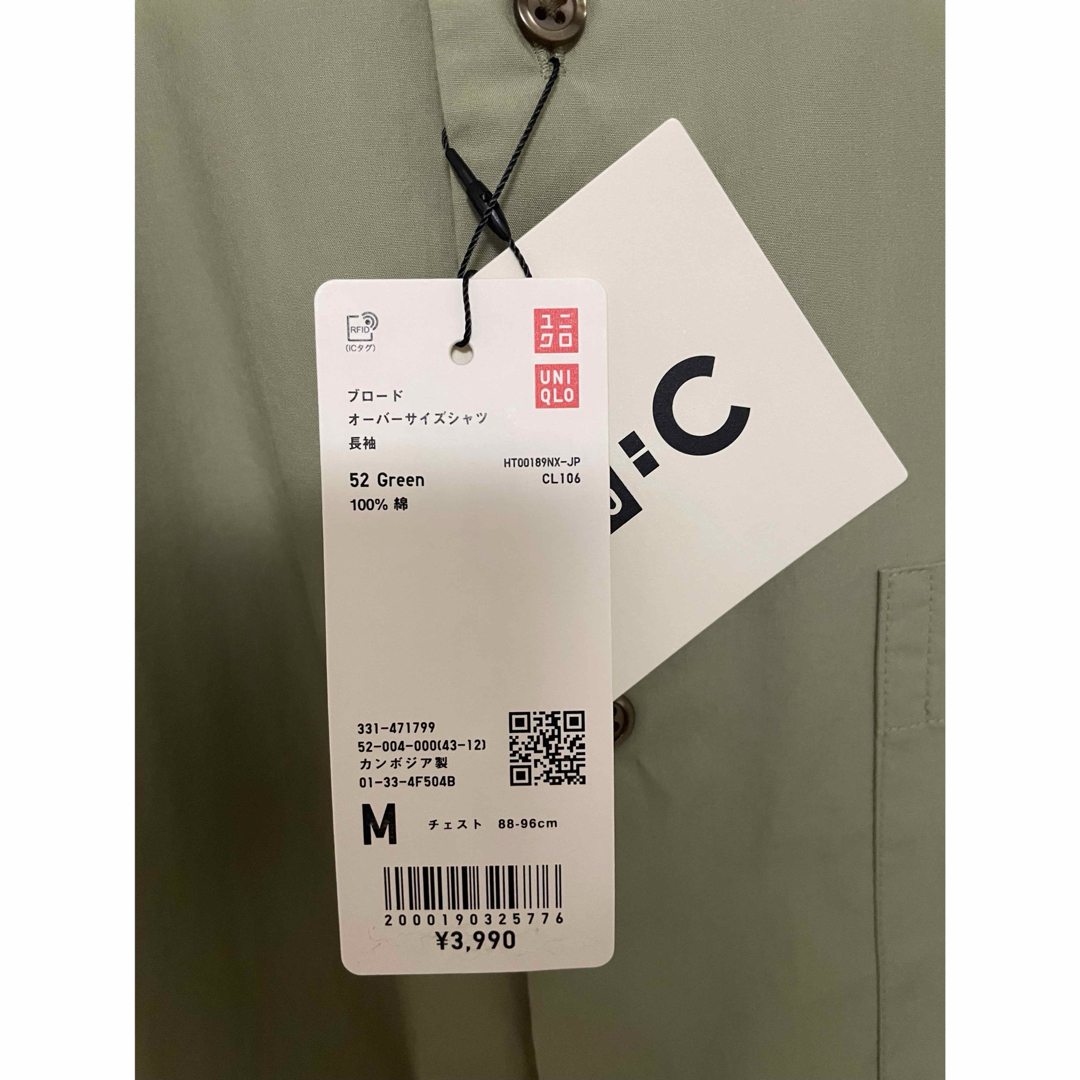 RFID
(ICタグ)
ユニ
クロ
UNI
QLO
ブロード
オーバーサイズシャツ
長袖
HT00189NX-JP
52 Green
CL106
100% 綿
:C
331-471799
52-004-000(43-12)
カンボジア製
01-33-4F504B
M
チェスト 88-96cm
2000190325776
¥3,990